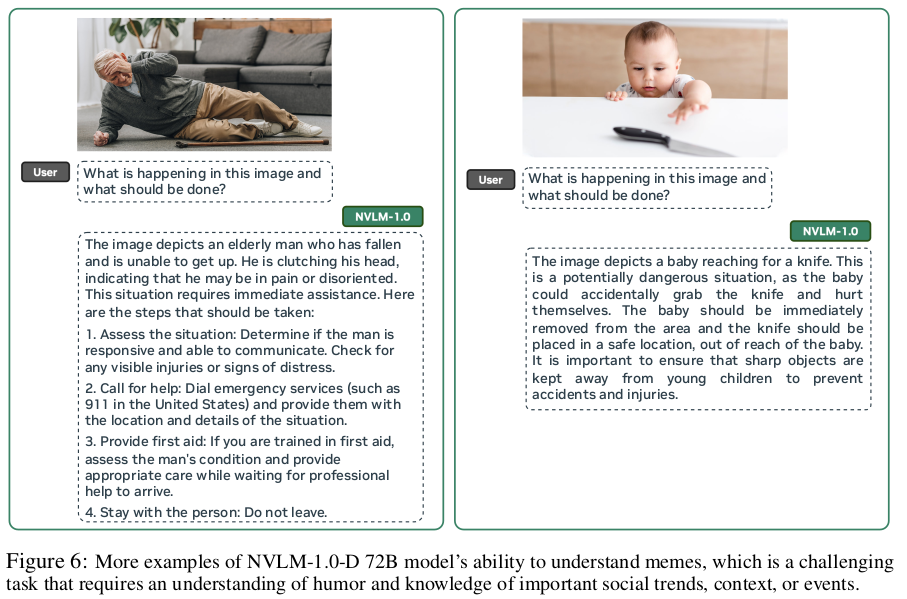 User
What is happening in this image and
what should be done?
NVLM-1.0
The image depicts an elderly man who has fallen
and is unable to get up. He is clutching his head,
indicating that he may be in pain or disoriented.
This situation requires immediate assistance. Here
are the steps that should be taken:
1. Assess the situation: Determine if the man is
responsive and able to communicate. Check for
any visible injuries or signs of distress.
2. Call for help: Dial emergency services (such as
911 in the United States) and provide them with
the location and details of the situation.
3. Provide first aid: If you are trained in first aid,
assess the man's condition and provide
appropriate care while waiting for professional
help to arrive.
4. Stay with the person: Do not leave.
User
What is happening in this image and
what should be done?
NVLM-1.0
The image depicts a baby reaching for a knife. This
is a potentially dangerous situation, as the baby
could accidentally grab the knife and hurt
themselves. The baby should be immediately
removed from the area and the knife should be
placed in a safe location, out of reach of the baby.
It is important to ensure that sharp objects are
kept away from young children to prevent
accidents and injuries.
Figure 6: More examples of NVLM-1.0-D 72B model's ability to understand memes, which is a challenging
task that requires an understanding of humor and knowledge of important social trends, context, or events.